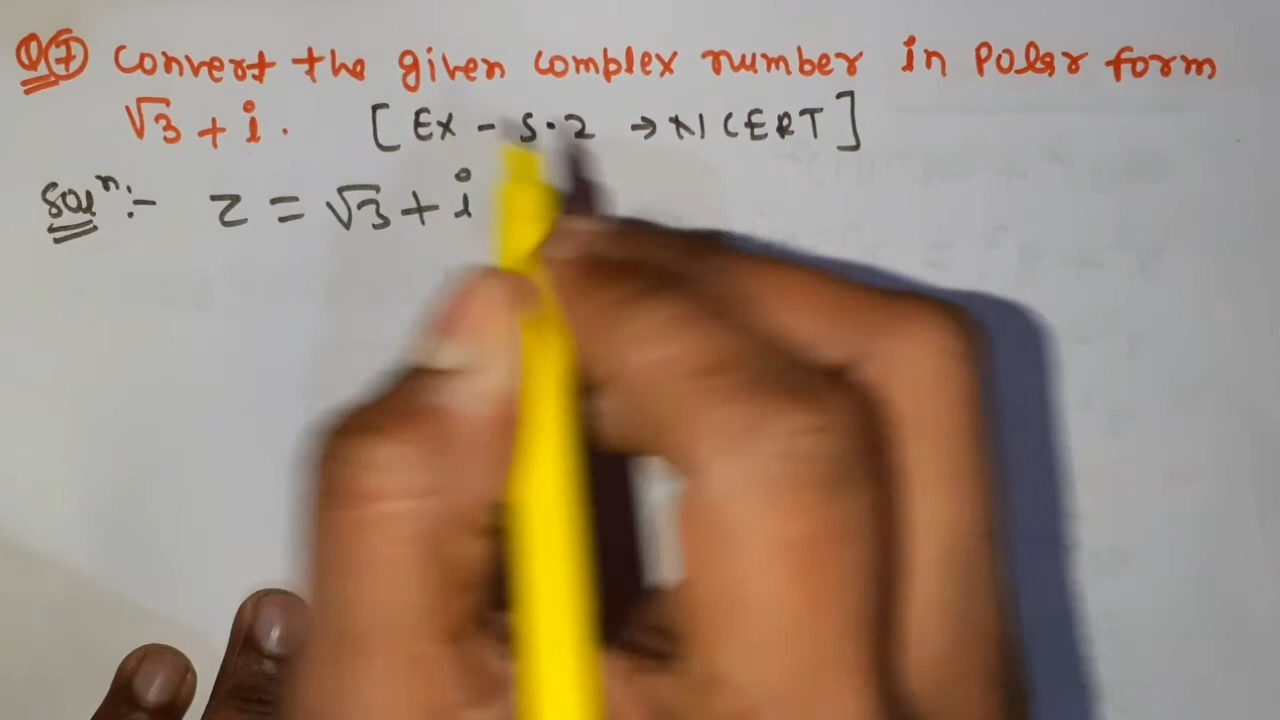 Q7 Convert the given complex number in Polar form
√3 + i. [EX - 5.2 → NCERT]
Solⁿ:- z = √3 + i